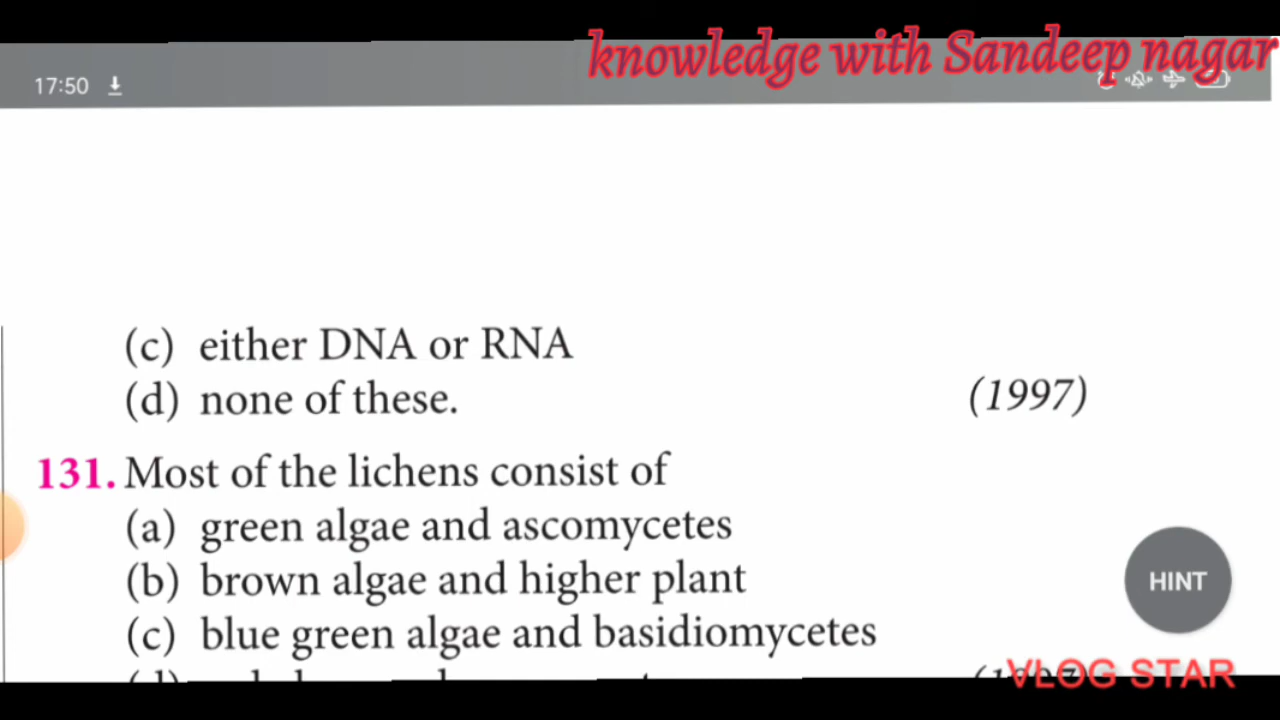 knowledge with Sandeep nagar
17:50
(c) either DNA or RNA
(d) none of these. (1997)
131. Most of the lichens consist of
(a) green algae and ascomycetes
(b) brown algae and higher plant
HINT
(c) blue green algae and basidiomycetes
VLOG STAR